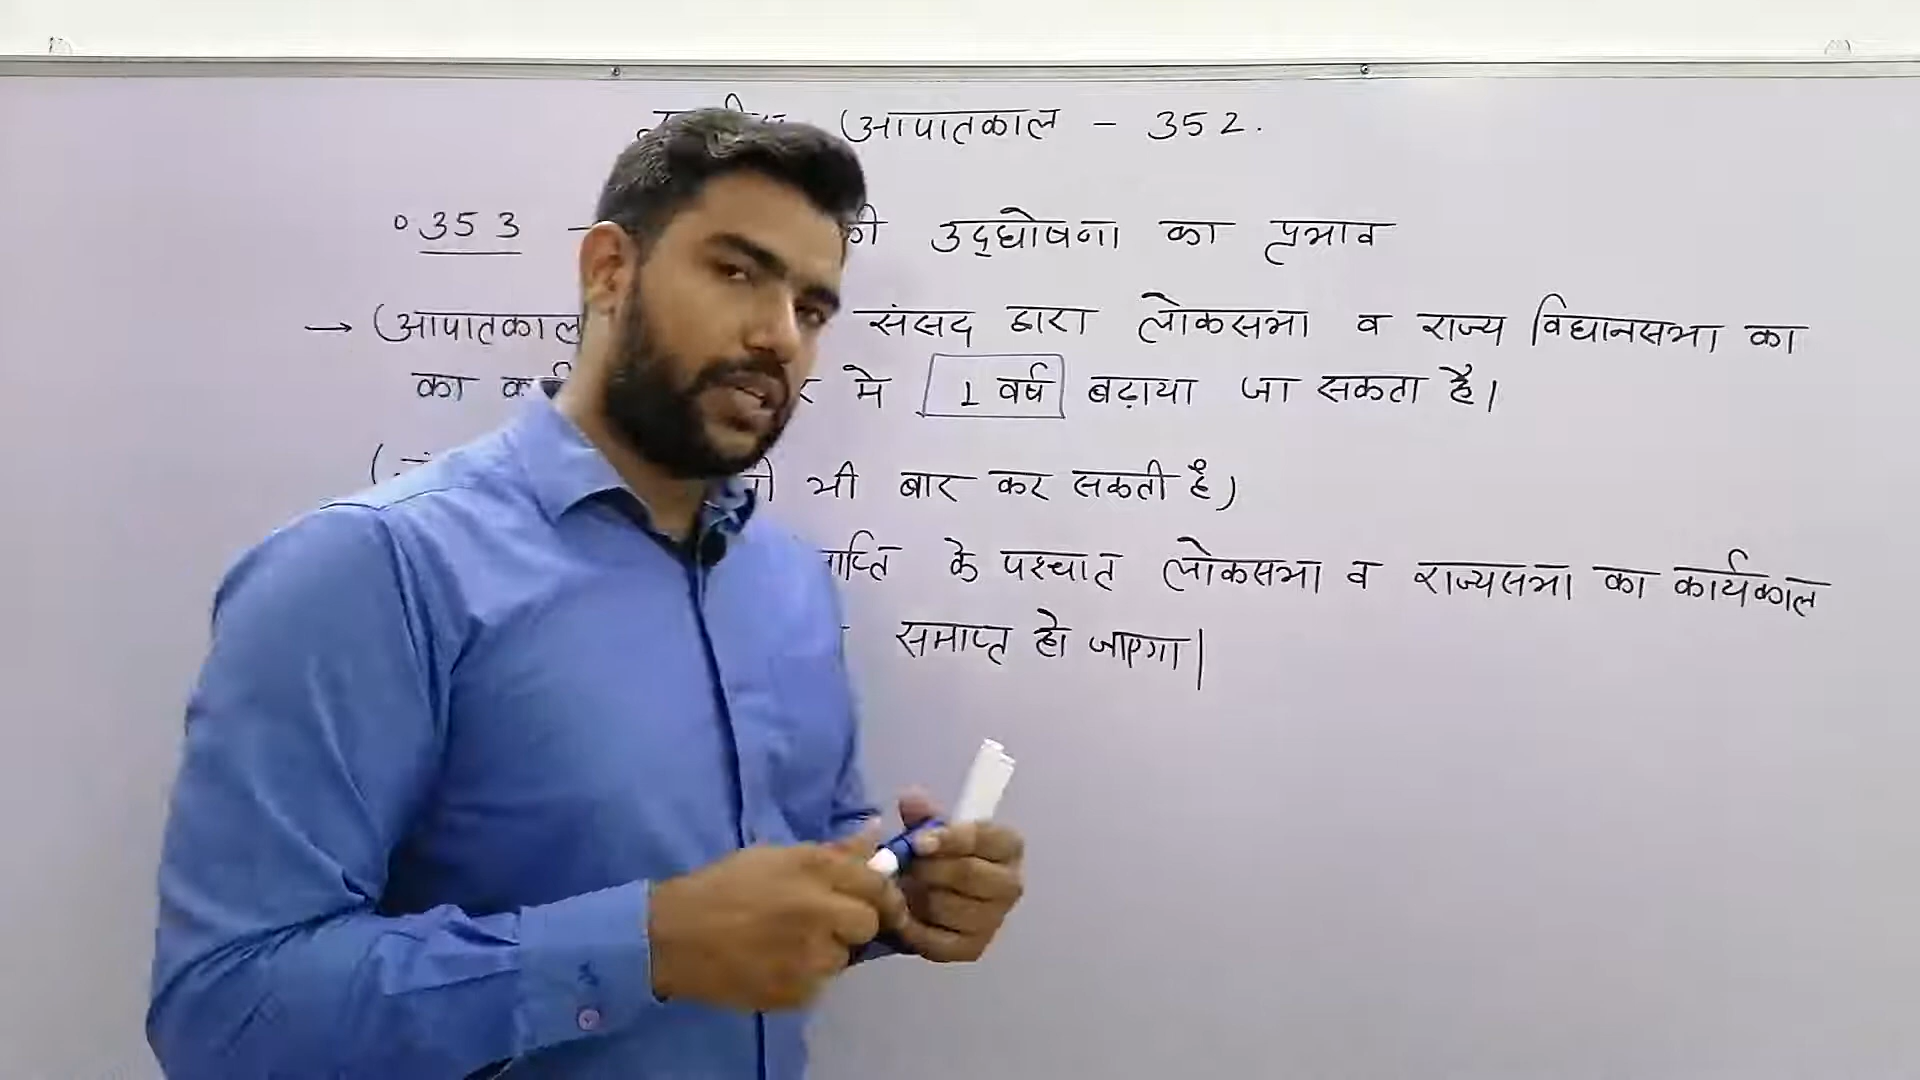 आपातकाल - 352.
353 - की उद्घोषणा का प्रभाव
→ (आपातकाल संसद द्वारा लोकसभा व राज्य विधानसभा का
का में 1 वर्ष बढ़ाया जा सकता है।
भी बार कर सकती है)
के पश्चात लोकसभा व राज्यसभा का कार्यकाल
समाप्त हो जाएगा|